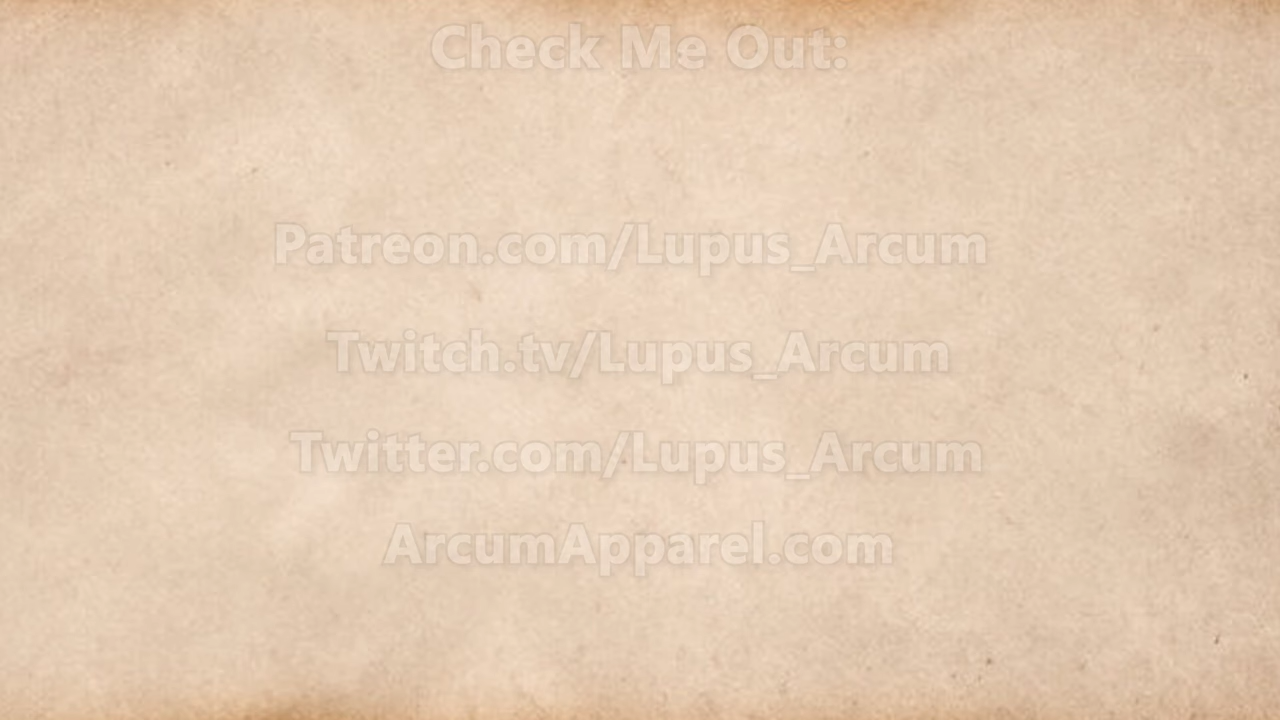 Check Me Out:
Patreon.com/Lupus_Arcum
Twitch.tv/Lupus_Arcum
Twitter.com/Lupus_Arcum
ArcumApparel.com